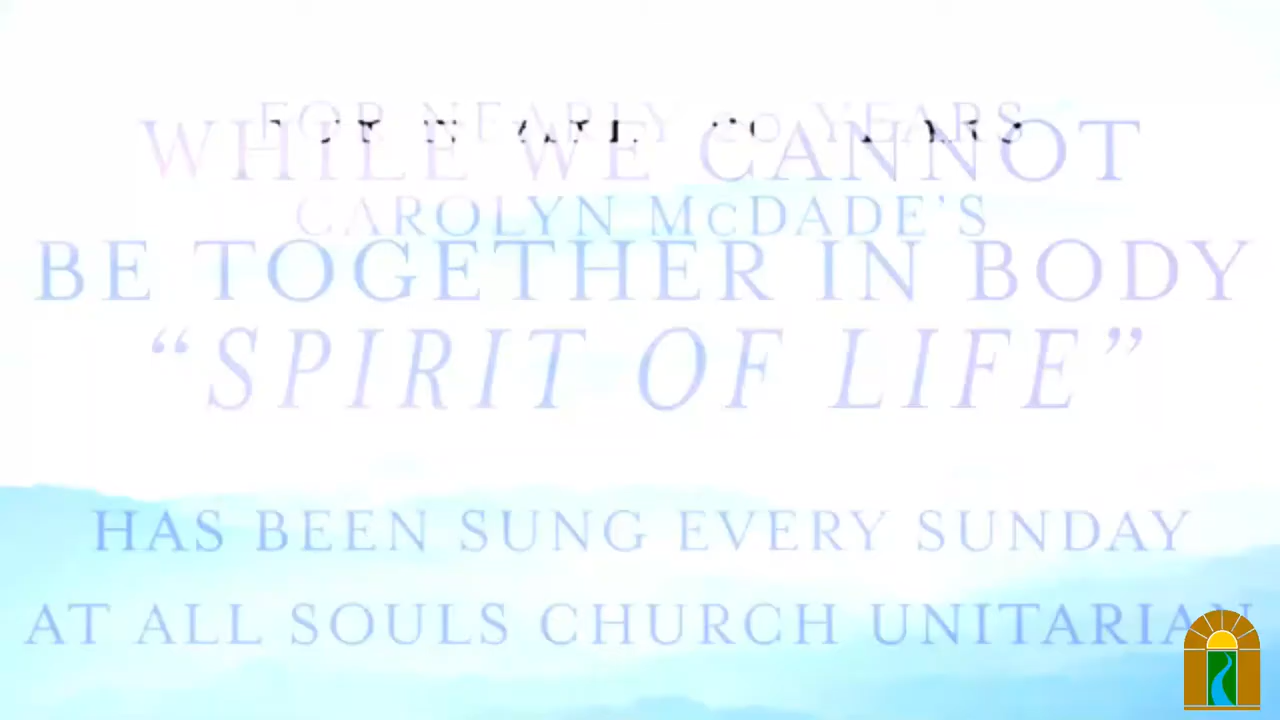 FOR NEARLY YEARS
WHILE WE CANNOT
CAROLYN McDADE'S
BE TOGETHER IN BODY
“SPIRIT OF LIFE”
HAS BEEN SUNG EVERY SUNDAY
AT ALL SOULS CHURCH UNITARIAN